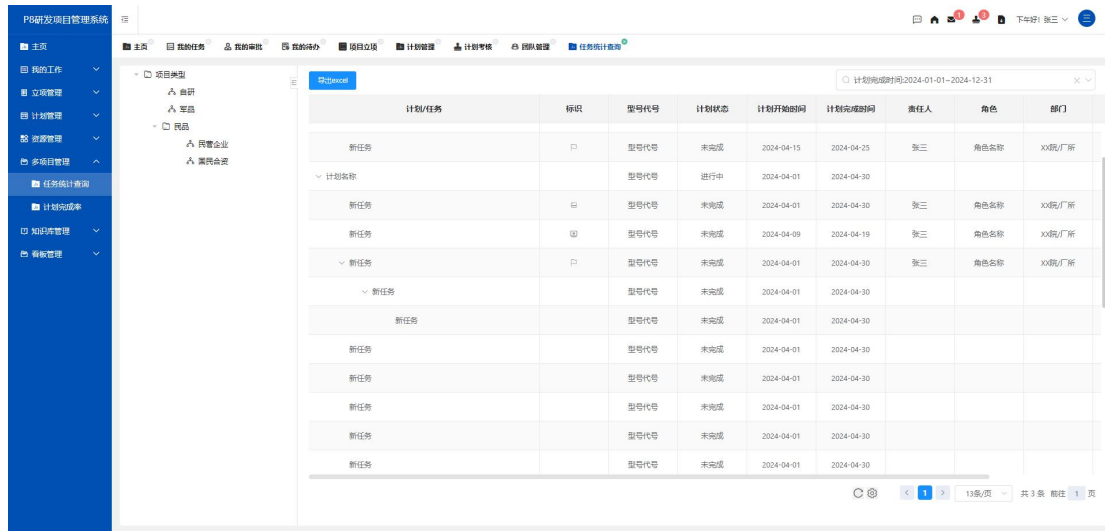 P8研发项目管理系统
1
3
下午好! 张三
主页
我的工作
立项管理
计划管理
资源管理
多项目管理
任务统计查询
计划完成率
知识库管理
看板管理
主页 我的任务 我的审批 我的待办 项目立项 计划管理 计划考核 团队管理 任务统计查询
项目类型
自研
军品
民品
民营企业
国民合资
导出excel
计划完成时间:2024-01-01~2024-12-31
计划/任务 标识 型号代号 计划状态 计划开始时间 计划完成时间 责任人 角色 部门
新任务 型号代号 未完成 2024-04-15 2024-04-25 张三 角色名称 XX院/厂所
计划名称 型号代号 进行中 2024-04-01 2024-04-30
新任务 型号代号 未完成 2024-04-01 2024-04-30 张三 角色名称 XX院/厂所
新任务 型号代号 未完成 2024-04-09 2024-04-19 张三 角色名称 XX院/厂所
新任务 型号代号 未完成 2024-04-01 2024-04-30 张三 角色名称 XX院/厂所
新任务 型号代号 未完成 2024-04-01 2024-04-30
新任务 型号代号 未完成 2024-04-01 2024-04-30
新任务 型号代号 未完成 2024-04-01 2024-04-30
新任务 型号代号 未完成 2024-04-01 2024-04-30
新任务 型号代号 未完成 2024-04-01 2024-04-30
新任务 型号代号 未完成 2024-04-01 2024-04-30
新任务 型号代号 未完成 2024-04-01 2024-04-30
1 13条/页 共 3 条 前往 1 页